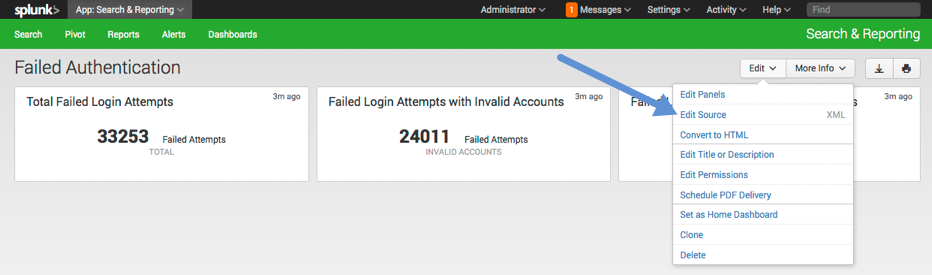 splunk> App: Search & Reporting Administrator 1 Messages Settings Activity Help Find
Search Pivot Reports Alerts Dashboards Search & Reporting
Failed Authentication Edit More Info
Total Failed Login Attempts 3m ago
33253 Failed Attempts
TOTAL
Failed Login Attempts with Invalid Accounts 3m ago
24011 Failed Attempts
INVALID ACCOUNTS
3m ago
Edit Panels
Edit Source XML
Convert to HTML
Edit Title or Description
Edit Permissions
Schedule PDF Delivery
Set as Home Dashboard
Clone
Delete